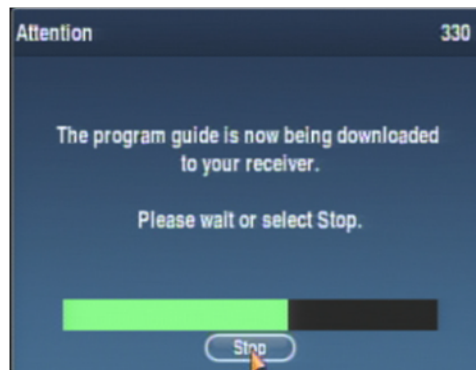 Attention 330
The program guide is now being downloaded
to your receiver.
Please wait or select Stop.
Stop